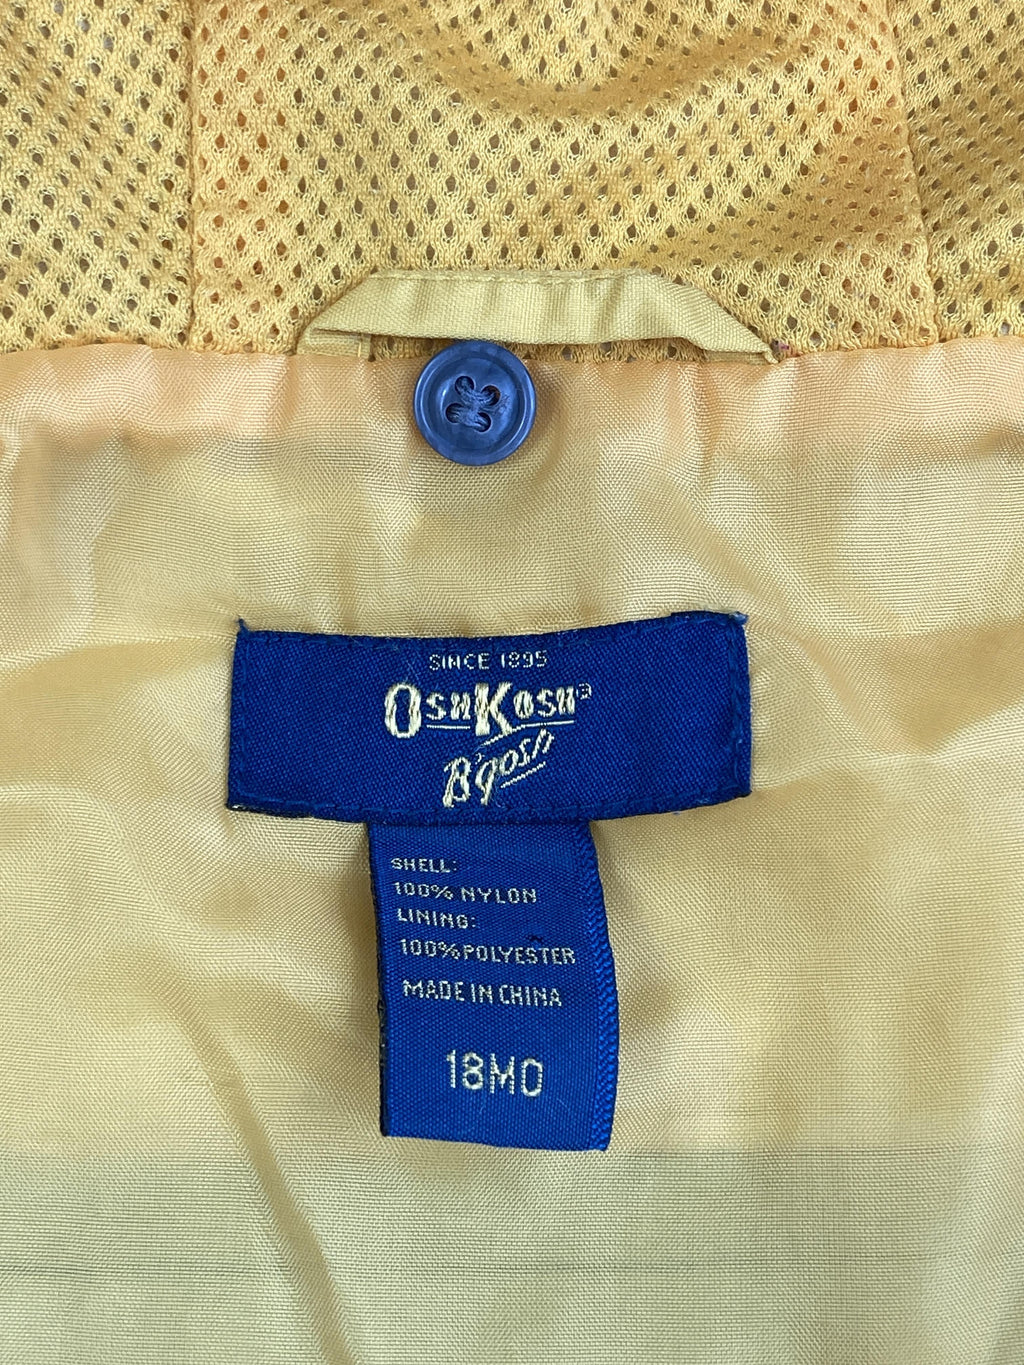 SINCE 1895
OSHKOSH®
B'gosh
SHELL:
100% NYLON
LINING:
100% POLYESTER
MADE IN CHINA
18MO